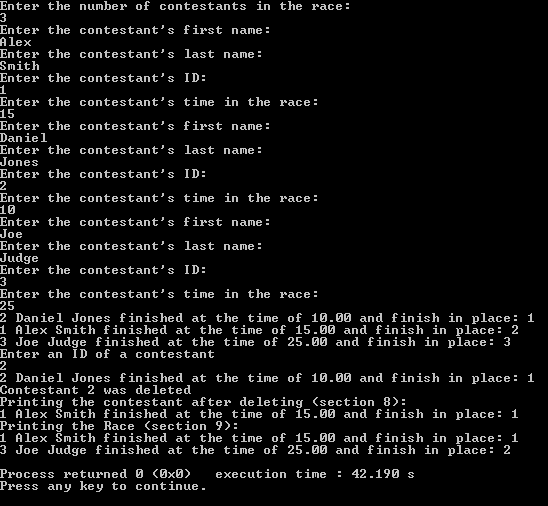 Enter the number of contestants in the race:
3
Enter the contestant's first name:
Alex
Enter the contestant's last name:
Smith
Enter the contestant's ID:
1
Enter the contestant's time in the race:
15
Enter the contestant's first name:
Daniel
Enter the contestant's last name:
Jones
Enter the contestant's ID:
2
Enter the contestant's time in the race:
10
Enter the contestant's first name:
Joe
Enter the contestant's last name:
Judge
Enter the contestant's ID:
3
Enter the contestant's time in the race:
25
2 Daniel Jones finished at the time of 10.00 and finish in place: 1
1 Alex Smith finished at the time of 15.00 and finish in place: 2
3 Joe Judge finished at the time of 25.00 and finish in place: 3
Enter an ID of a contestant
2
2 Daniel Jones finished at the time of 10.00 and finish in place: 1
Contestant 2 was deleted
Printing the contestant after deleting (section 8):
1 Alex Smith finished at the time of 15.00 and finish in place: 1
Printing the Race (section 9):
1 Alex Smith finished at the time of 15.00 and finish in place: 1
3 Joe Judge finished at the time of 25.00 and finish in place: 2
Process returned 0 (0x0)   execution time : 42.190 s
Press any key to continue.